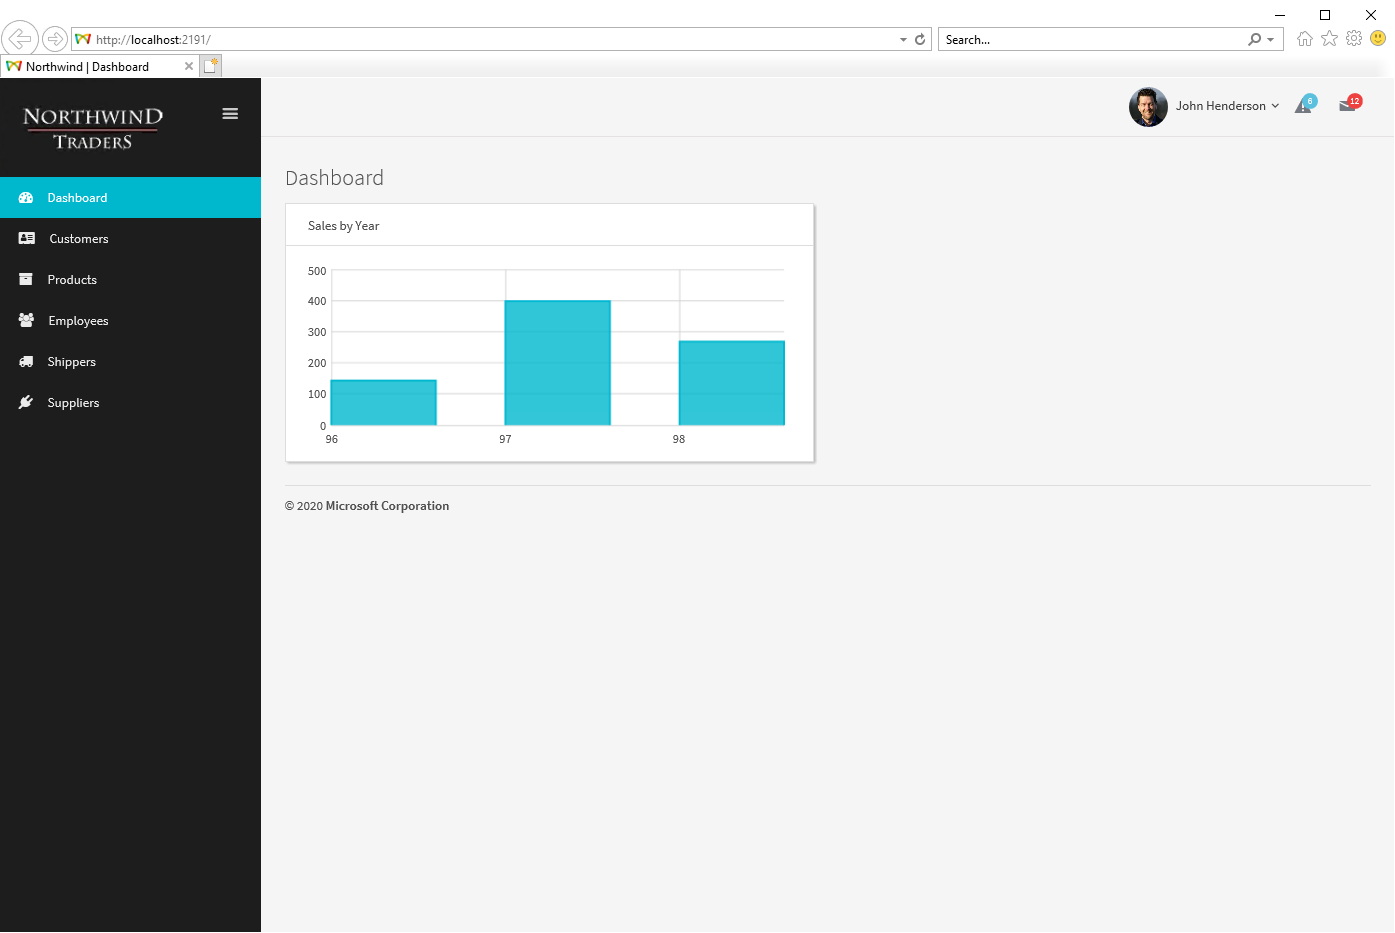 http://localhost:2191/
Search...
Northwind | Dashboard
NORTHWIND
TRADERS
John Henderson
6
12
Dashboard
Customers
Products
Employees
Shippers
Suppliers
Dashboard
Sales by Year
500
400
300
200
100
0
96 97 98
© 2020 Microsoft Corporation